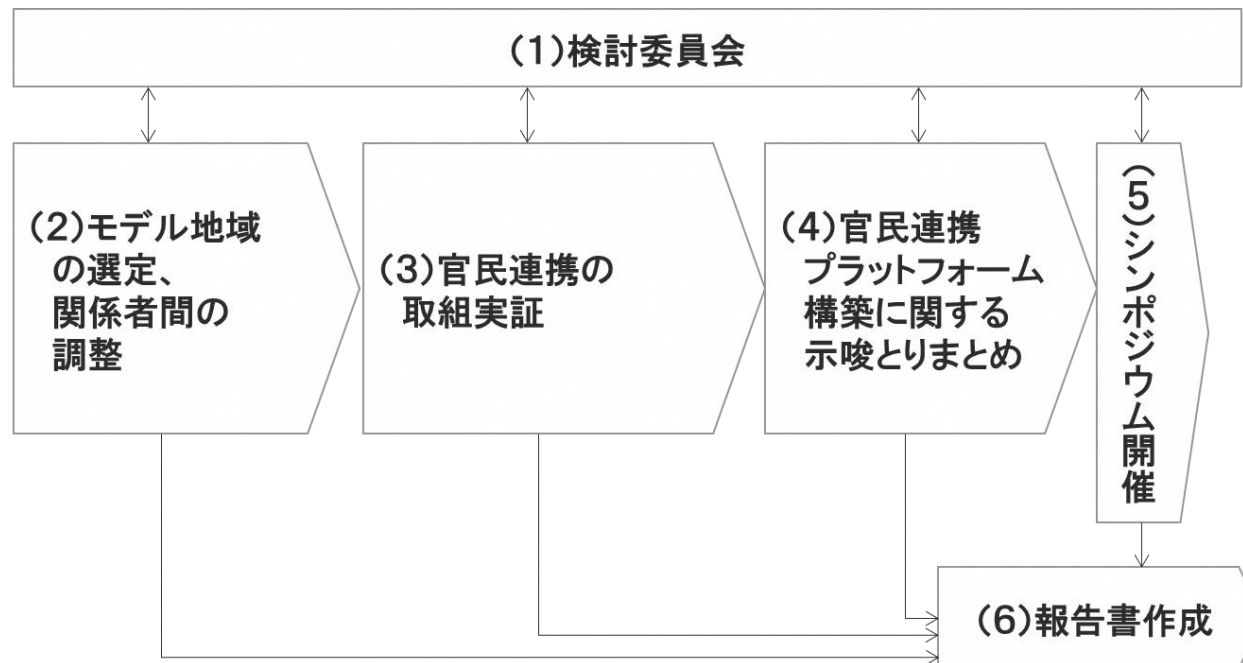 (1)検討委員会
(2)モデル地域
の選定、
関係者間の
調整
(3)官民連携の
取組実証
(4)官民連携
プラットフォーム
構築に関する
示唆とりまとめ
(5)シンポジウム開催
(6)報告書作成